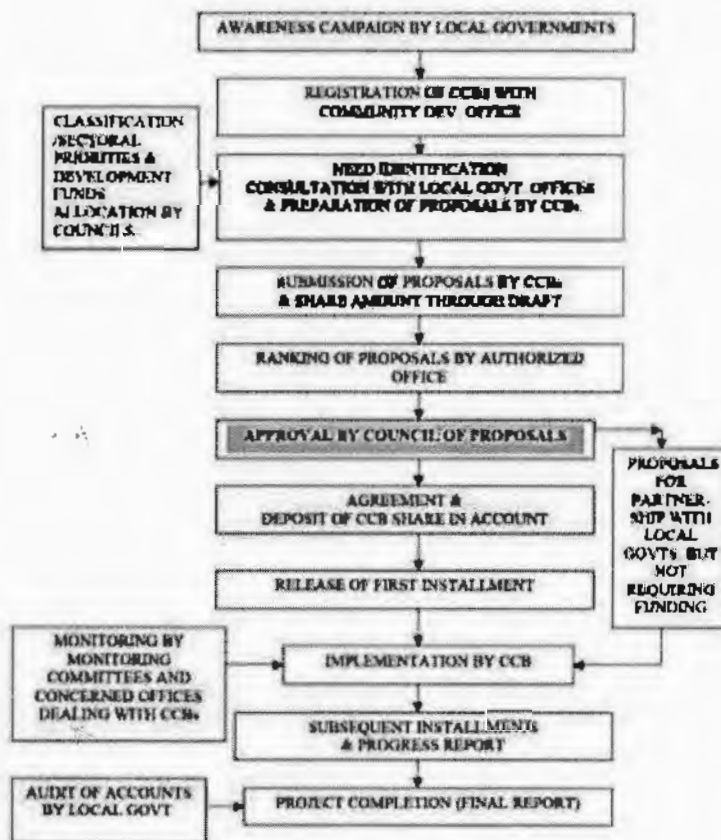 AWARENESS CAMPAIGN BY LOCAL GOVERNMENTS
REGISTRATION OF CCBs WITH
COMMUNITY DEV. OFFICE
CLASSIFICATION
/SECTORAL
PRIORITIES &
DEVELOPMENT
FUNDS
ALLOCATION BY
COUNCILS.
NEED IDENTIFICATION
CONSULTATION WITH LOCAL GOVT. OFFICES
& PREPARATION OF PROPOSALS BY CCBs.
SUBMISSION OF PROPOSALS BY CCBs
& SHARE AMOUNT THROUGH DRAFT
RANKING OF PROPOSALS BY AUTHORIZED
OFFICE
APPROVAL BY COUNCIL OF PROPOSALS
PROPOSALS
FOR
PARTNER-
SHIP WITH
LOCAL
GOVTS. BUT
NOT
REQUIRING
FUNDING
AGREEMENT &
DEPOSIT OF CCB SHARE IN ACCOUNT
RELEASE OF FIRST INSTALLMENT
MONITORING BY
MONITORING
COMMITTEES AND
CONCERNED OFFICES
DEALING WITH CCBs
IMPLEMENTATION BY CCB
SUBSEQUENT INSTALLMENTS
& PROGRESS REPORT
AUDIT OF ACCOUNTS
BY LOCAL GOVT
PROJECT COMPLETION (FINAL REPORT)